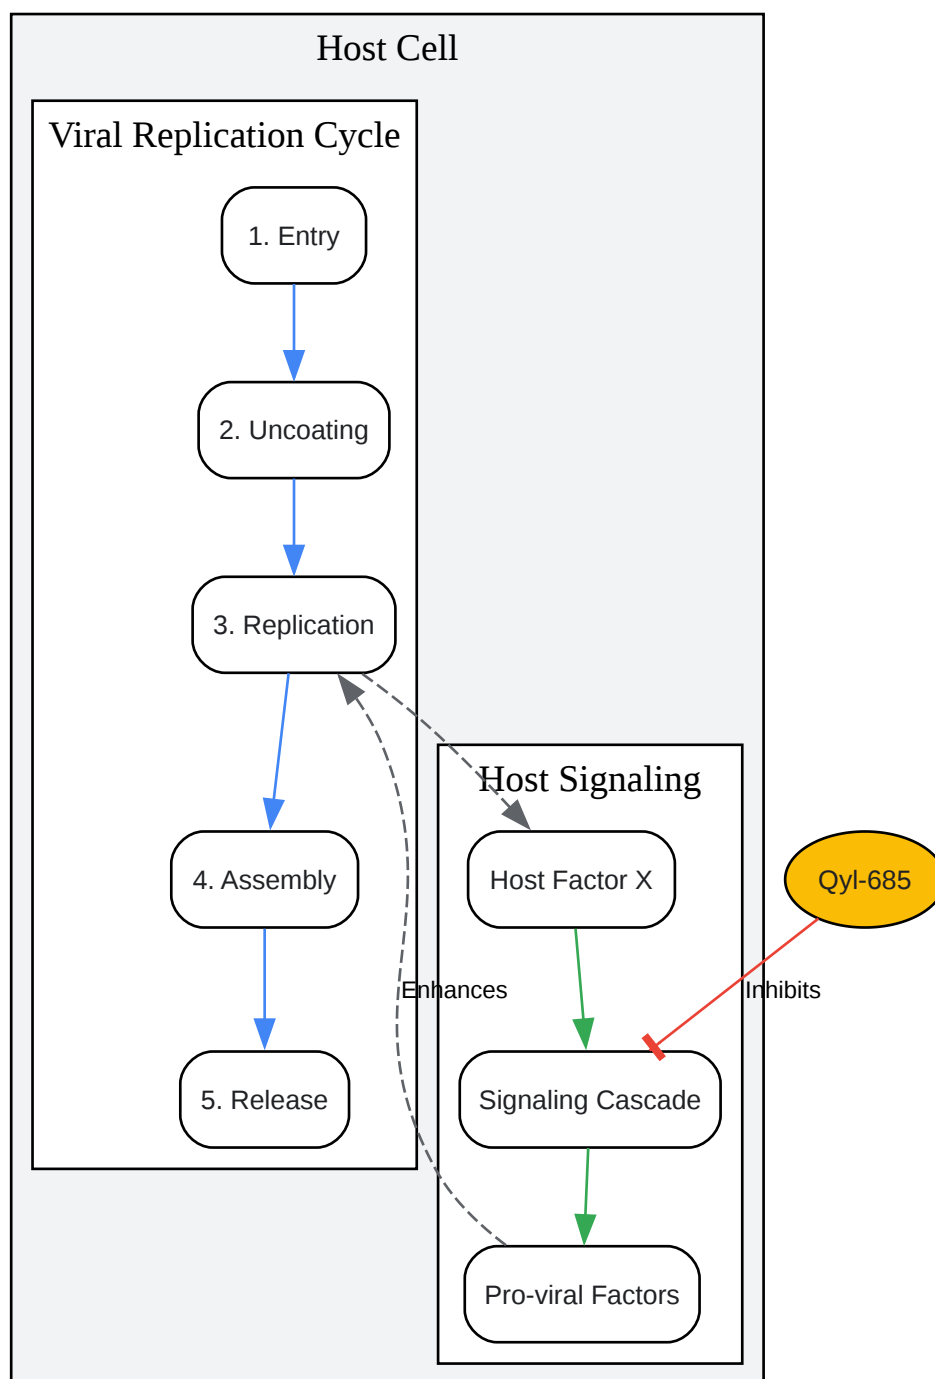 Host Cell
Viral Replication Cycle
1. Entry
2. Uncoating
3. Replication
Host Signaling
4. Assembly
Host Factor X
Qyl-685
Enhances
Inhibits
5. Release
Signaling Cascade
Pro-viral Factors